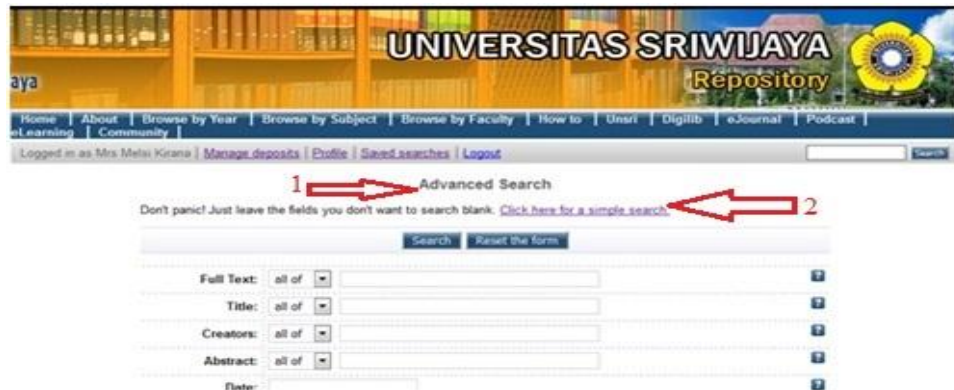 UNIVERSITAS SRIWIJAYA
Repository
aya
Home | About | Browse by Year | Browse by Subject | Browse by Faculty | How to | Unsri | Digilib | eJournal | Podcast |
eLearning | Community |
Logged in as Mrs Melsi Kirana | Manage deposits | Profile | Saved searches | Logout Search
1 Advanced Search
Don't panic! Just leave the fields you don't want to search blank. Click here for a simple search. 2
Search Reset the form
Full Text: all of ?
Title: all of ?
Creators: all of ?
Abstract: all of ?
Date: ?